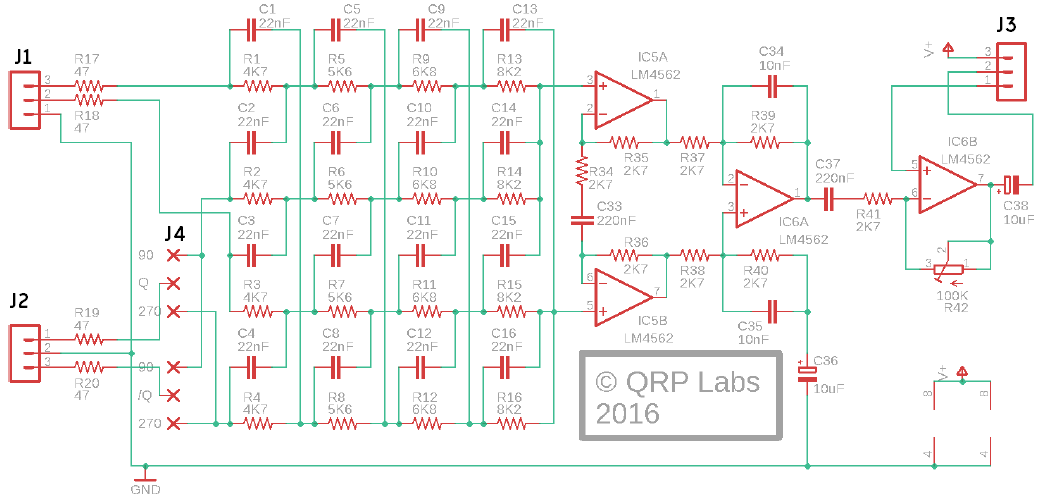 C1
22nF
C5
22nF
C9
22nF
C13
22nF
J1
R17
47
3
2
1
R18
47
R1
4K7
R5
5K6
R9
6K8
R13
8K2
C2
22nF
C6
22nF
C10
22nF
C14
22nF
R2
4K7
R6
5K6
R10
6K8
R14
8K2
C3
22nF
C7
22nF
C11
22nF
C15
22nF
J4
90
Q
270
90
/Q
270
R3
4K7
R7
5K6
R11
6K8
R15
8K2
J2
R19
47
1
2
3
R20
47
C4
22nF
C8
22nF
C12
22nF
C16
22nF
R4
4K7
R8
5K6
R12
6K8
R16
8K2
GND
IC5A
LM4562
3
+
2
-
1
R35
2K7
R34
2K7
C33
220nF
R36
2K7
6
-
5
+
7
IC5B
LM4562
R37
2K7
R38
2K7
C34
10nF
R39
2K7
2
-
3
+
1
IC6A
LM4562
R40
2K7
C35
10nF
C36
+
10uF
C37
220nF
R41
2K7
IC6B
LM4562
5
+
6
-
7
+
C38
10uF
2
3
1
100K
R42
J3
V+
3
2
1
V+
8
8
4
4
© QRP Labs
2016